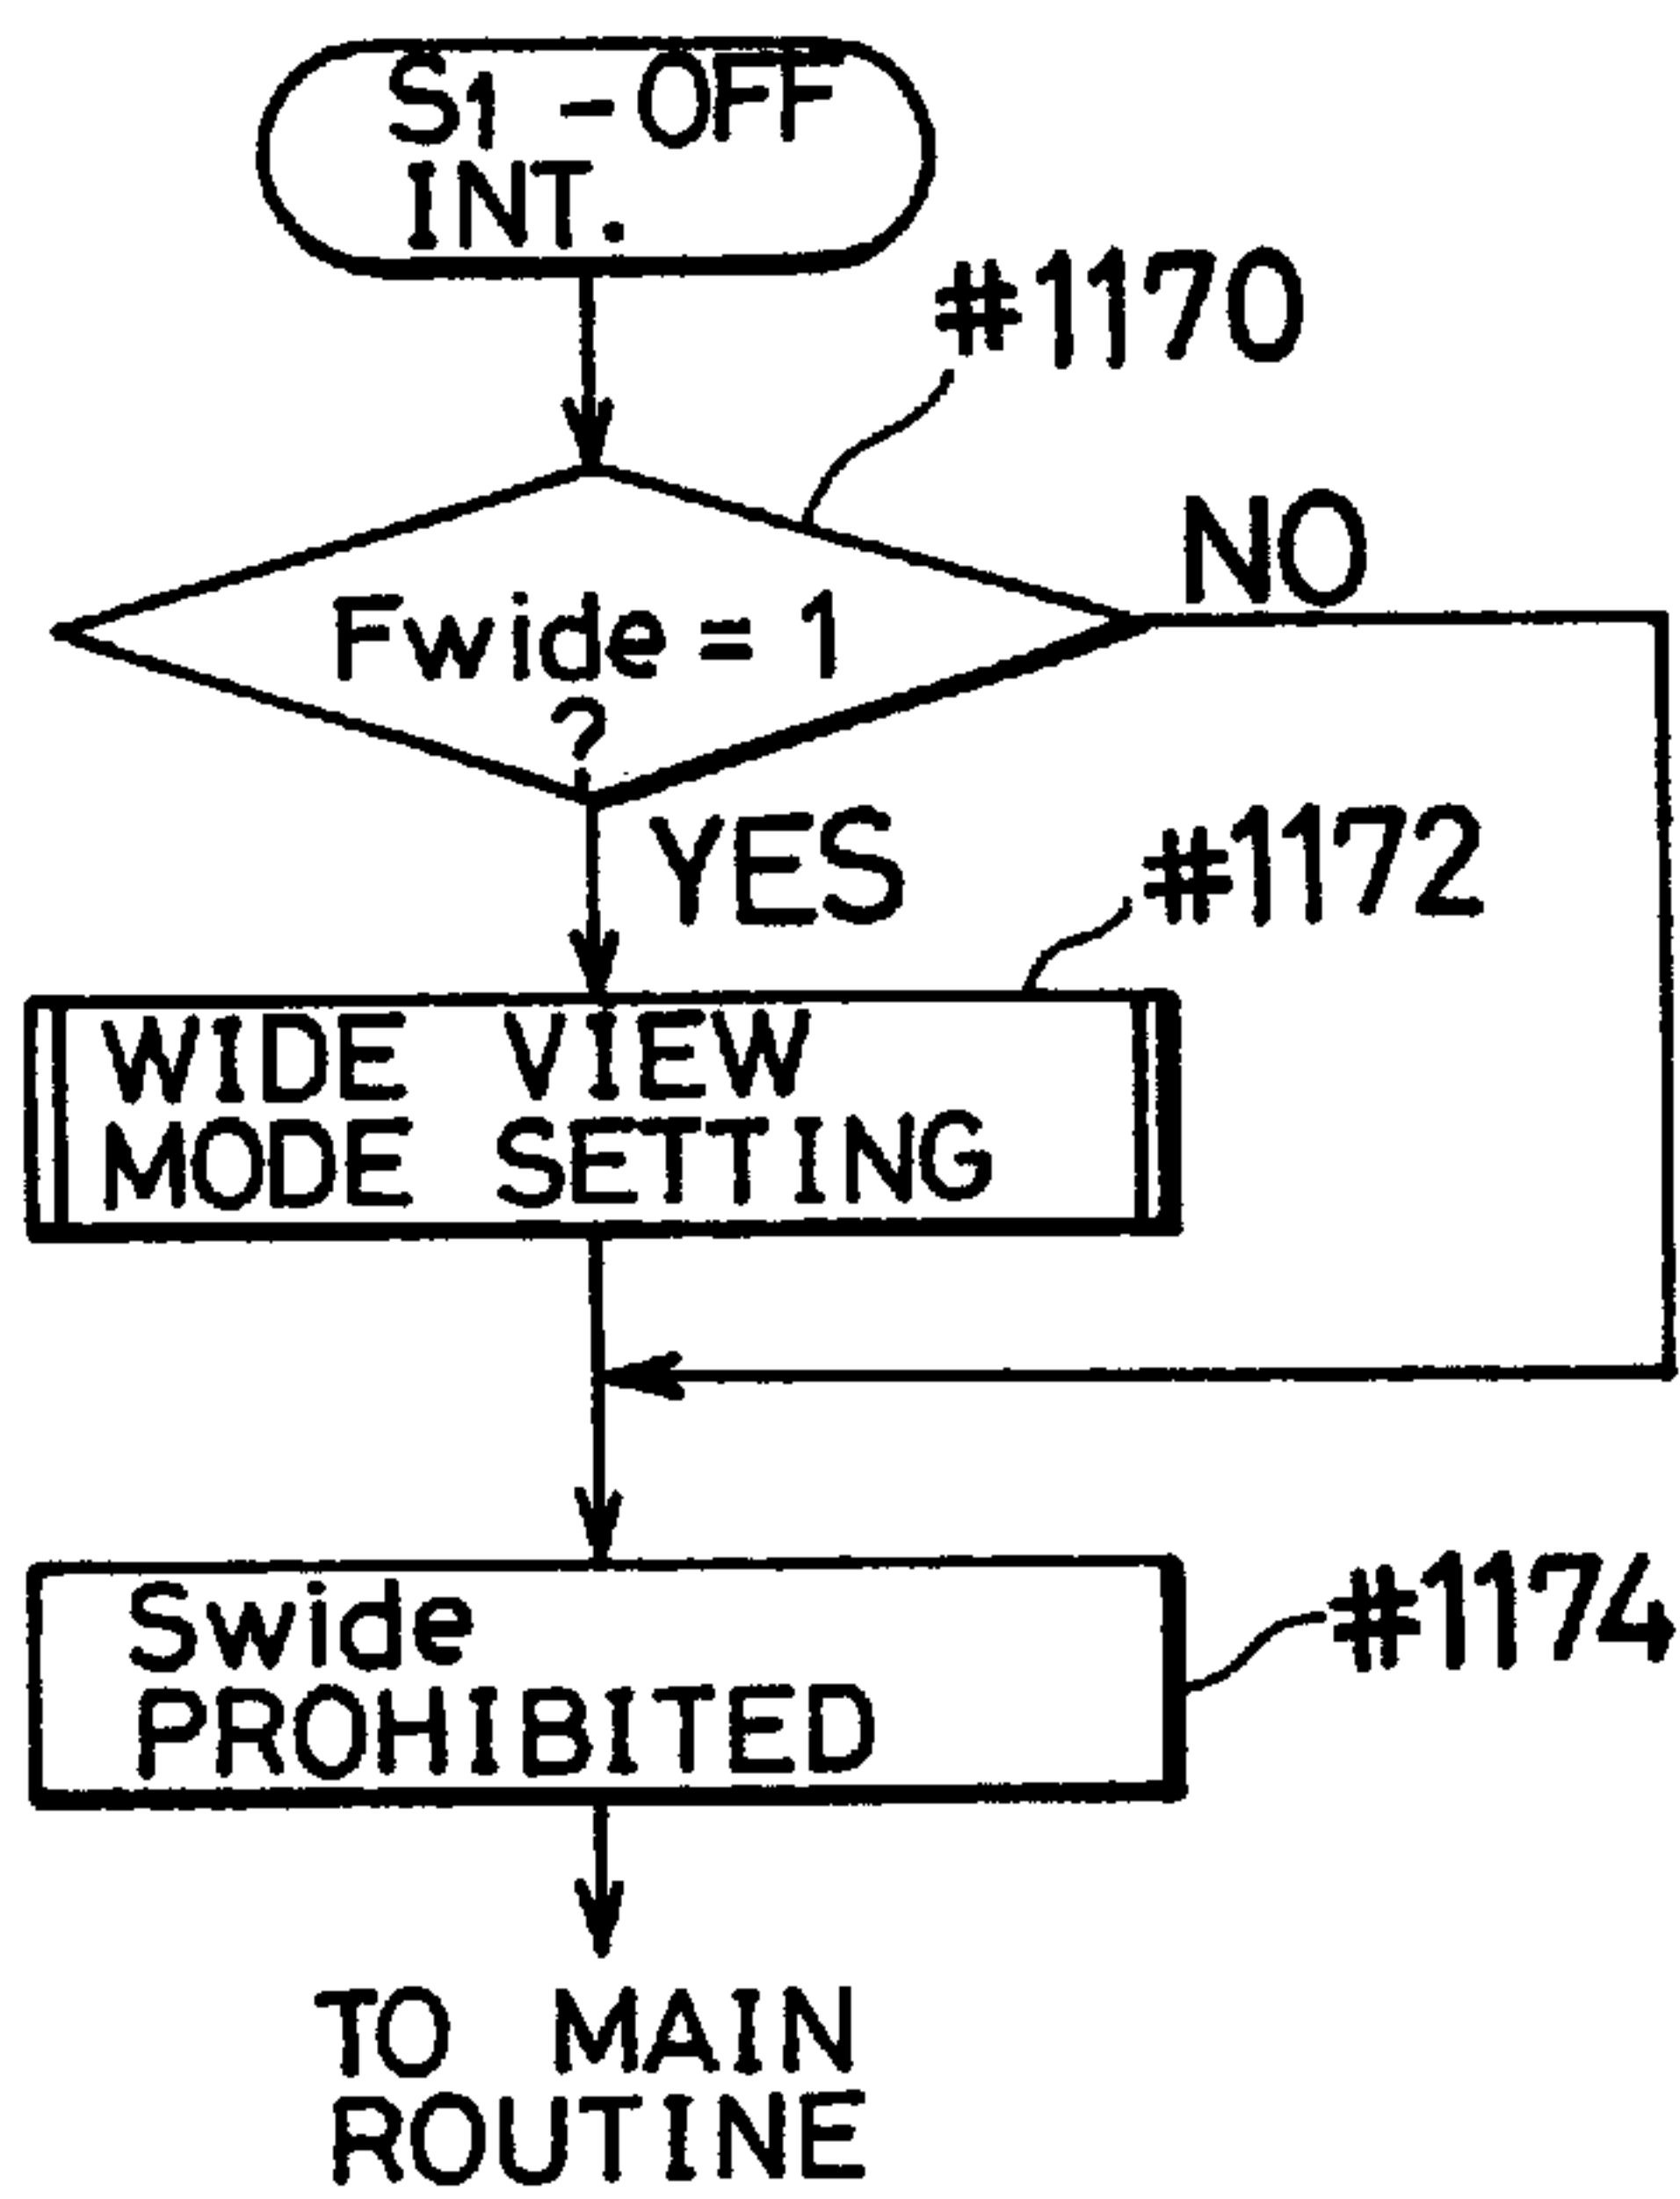 S1 -OFF
INT.
#1170
Fwide=1
?
NO
YES
#1172
WIDE VIEW
MODE SETTING
Swide
PROHIBITED
#1174
TO MAIN
ROUTINE